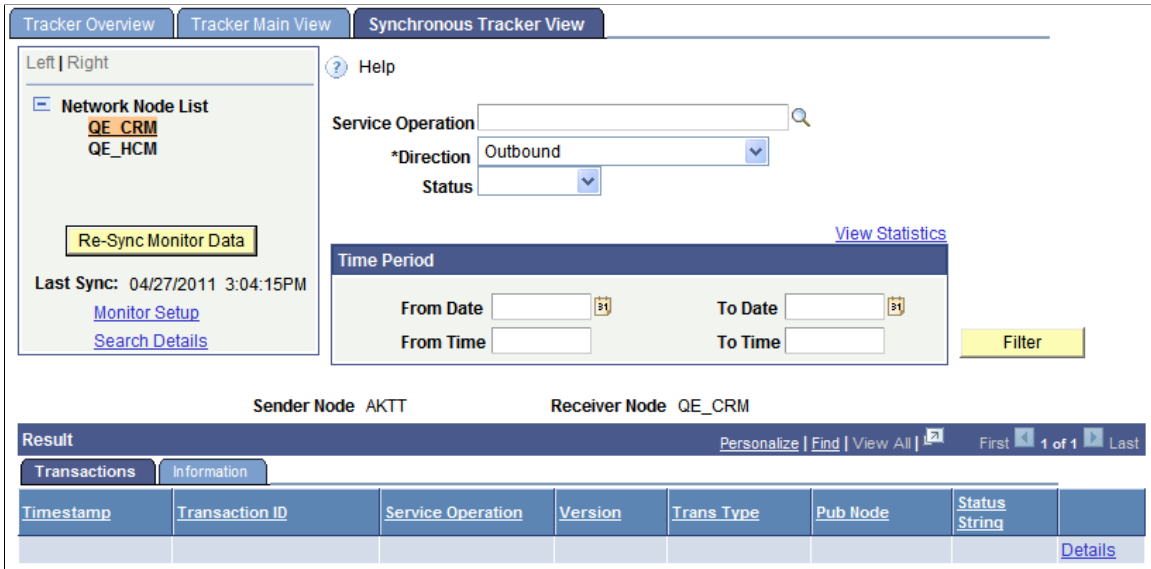 Tracker Overview Tracker Main View Synchronous Tracker View
Left | Right
Help
Network Node List
QE_CRM
QE_HCM
Service Operation
*Direction Outbound
Status
Re-Sync Monitor Data
View Statistics
Last Sync: 04/27/2011 3:04:15PM
Monitor Setup
Search Details
Time Period
From Date 31 To Date 31
From Time To Time
Filter
Sender Node AKTT Receiver Node QE_CRM
Result Personalize | Find | View All | First 1 of 1 Last
Transactions Information
Timestamp Transaction ID Service Operation Version Trans Type Pub Node Status String
Details